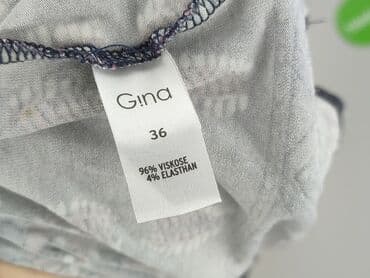 Gina
36
96% VISKOSE
4% ELASTHAN